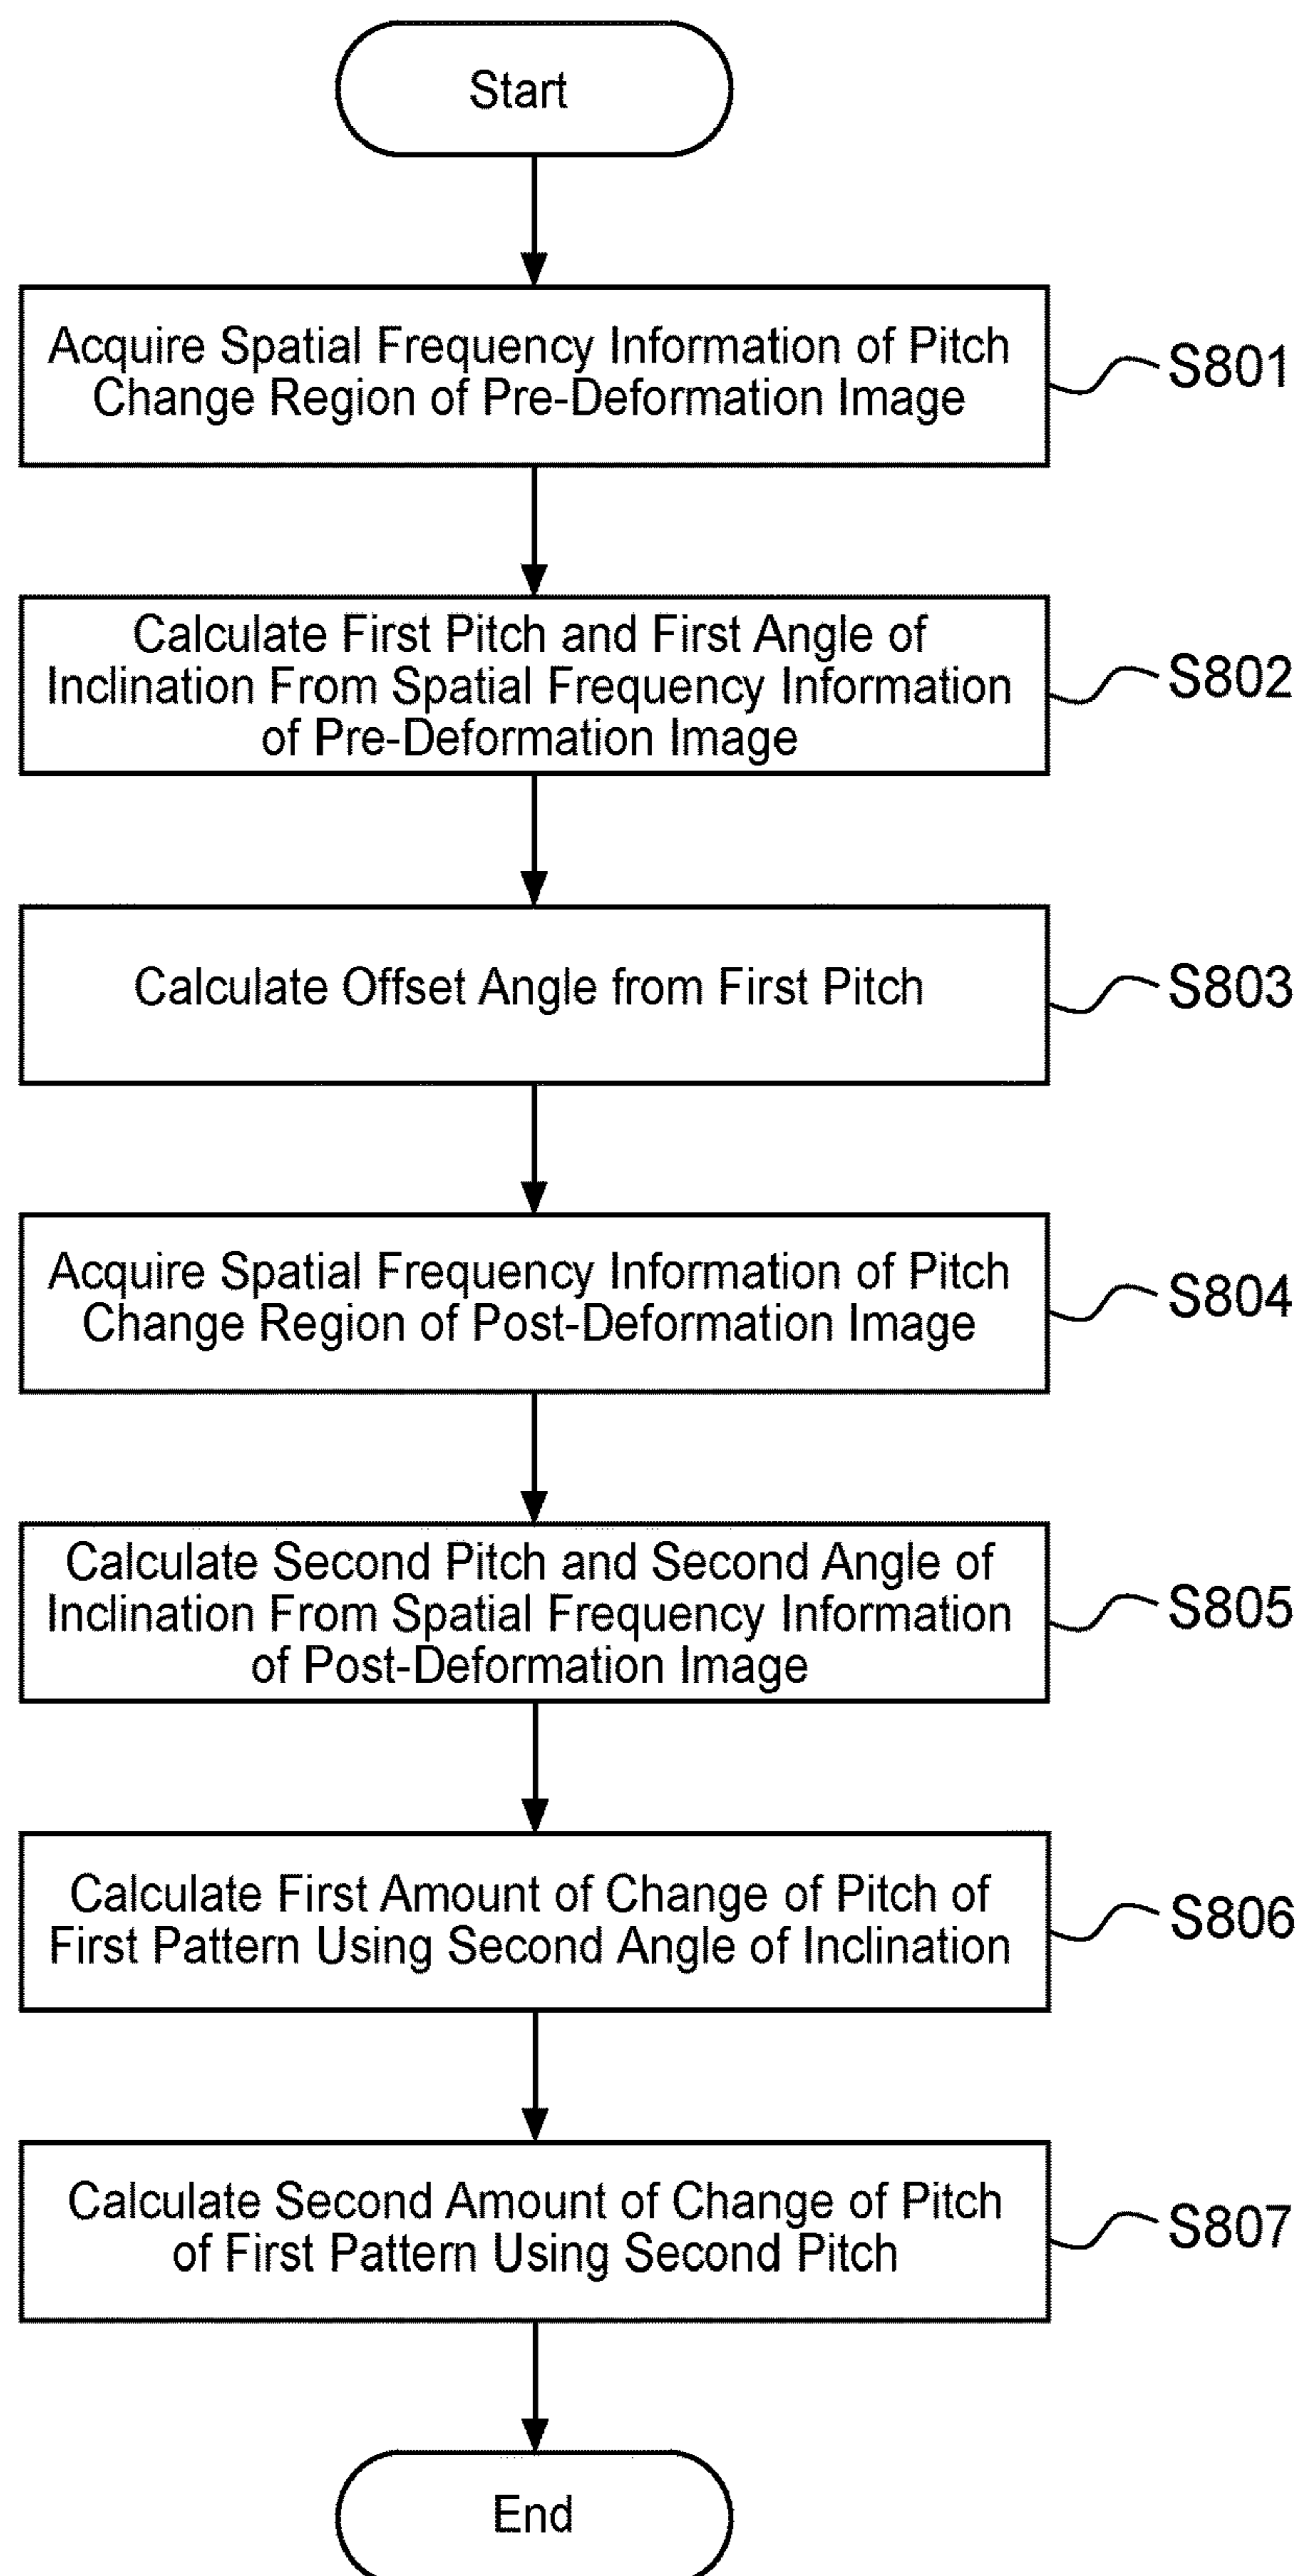 Start
Acquire Spatial Frequency Information of Pitch
Change Region of Pre-Deformation Image
S801
Calculate First Pitch and First Angle of
Inclination From Spatial Frequency Information
of Pre-Deformation Image
S802
Calculate Offset Angle from First Pitch
S803
Acquire Spatial Frequency Information of Pitch
Change Region of Post-Deformation Image
S804
Calculate Second Pitch and Second Angle of
Inclination From Spatial Frequency Information
of Post-Deformation Image
S805
Calculate First Amount of Change of Pitch of
First Pattern Using Second Angle of Inclination
S806
Calculate Second Amount of Change of Pitch
of First Pattern Using Second Pitch
S807
End